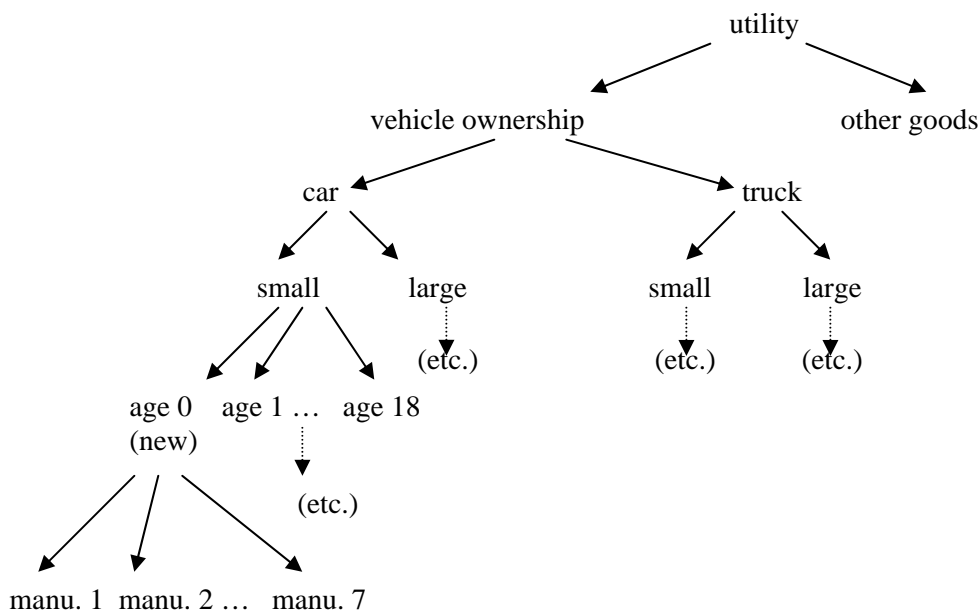 utility
vehicle ownership other goods
car truck
small large small large
(etc.) (etc.) (etc.)
age 0 age 1 … age 18
(new)
(etc.)
manu. 1 manu. 2 … manu. 7